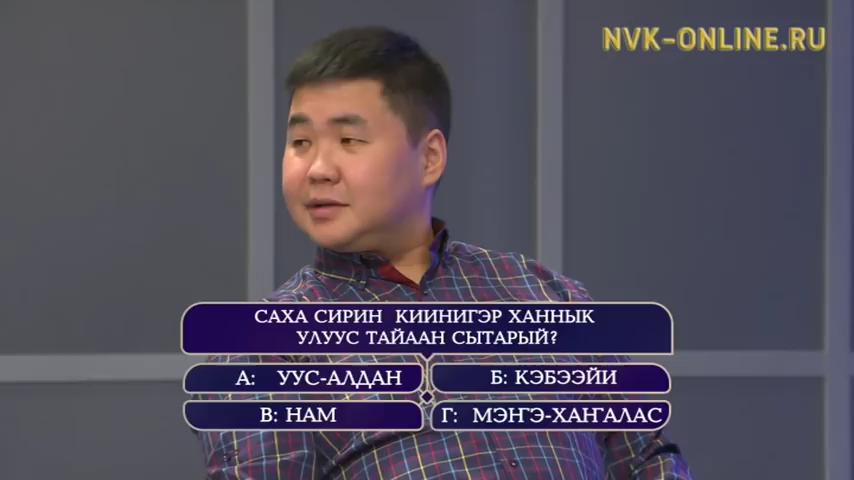 NVK-ONLINE.RU
САХА СИРИН КИИНИГЭР ХАННЫК
УЛУУС ТАЙААН СЫТАРЫЙ?
А: УУС-АЛДАН
Б: КЭБЭЭЙИ
В: НАМ
Г: МЭҤЭ-ХАҤАЛАС